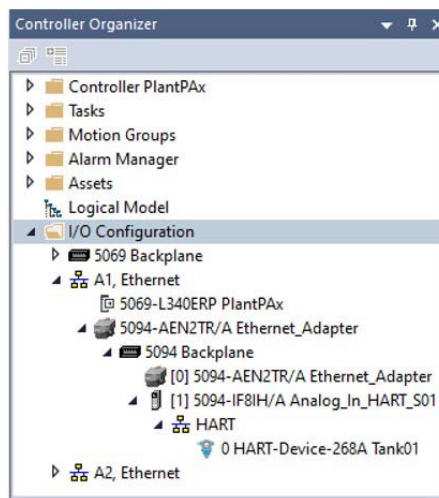 Controller Organizer
Controller PlantPAx
Tasks
Motion Groups
Alarm Manager
Assets
Logical Model
I/O Configuration
5069 Backplane
A1, Ethernet
5069-L340ERP PlantPAx
5094-AEN2TR/A Ethernet_Adapter
5094 Backplane
[0] 5094-AEN2TR/A Ethernet_Adapter
[1] 5094-IF8IH/A Analog_In_HART_S01
HART
0 HART-Device-268A Tank01
A2, Ethernet